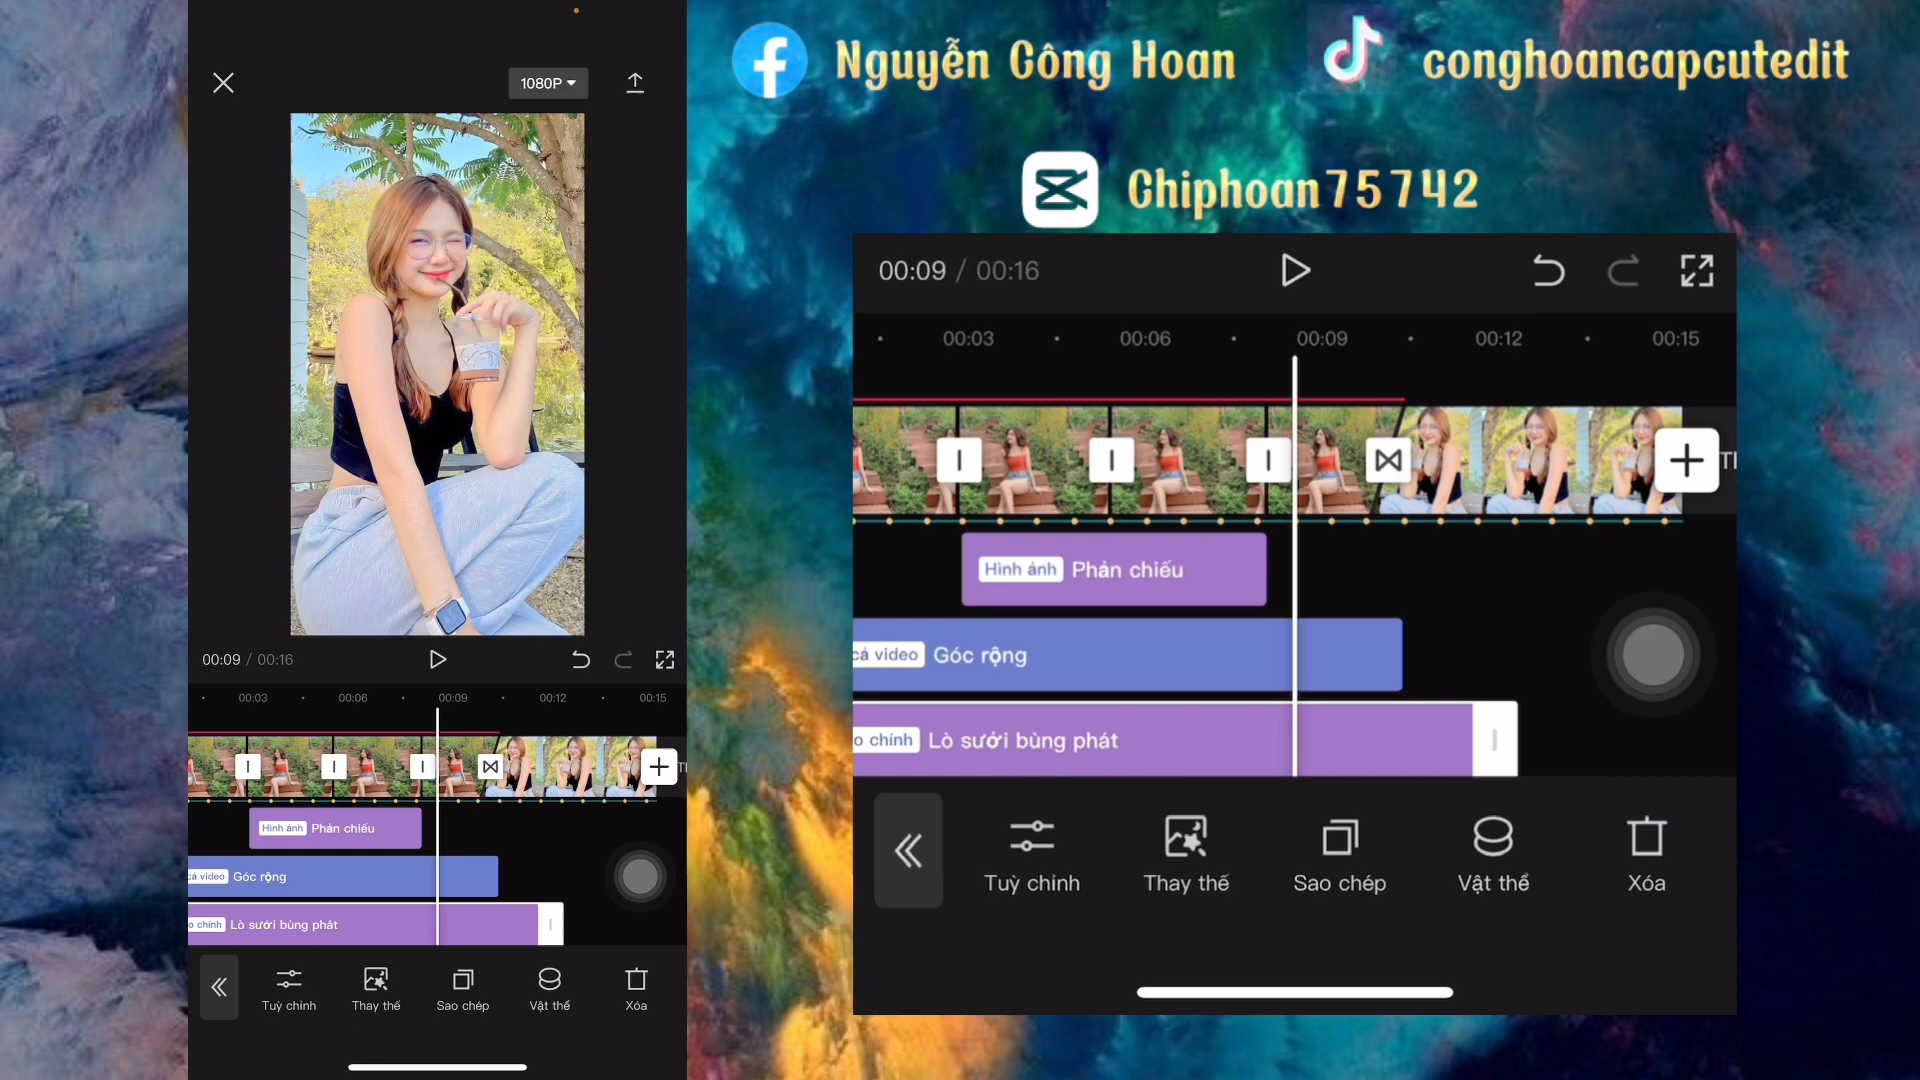 1080P
00:09 / 00:16
00:03 00:06 00:09 00:12 00:15
Hình ảnh Phản chiếu
cả video Góc rộng
o chính Lò sưởi bùng phát
Tuỳ chỉnh Thay thế Sao chép Vật thể Xóa
Nguyễn Công Hoan conghoancapcutedit
Chiphoan75742
00:09 / 00:16
00:03 00:06 00:09 00:12 00:15
Hình ảnh Phản chiếu
cả video Góc rộng
o chính Lò sưởi bùng phát
Tuỳ chỉnh Thay thế Sao chép Vật thể Xóa